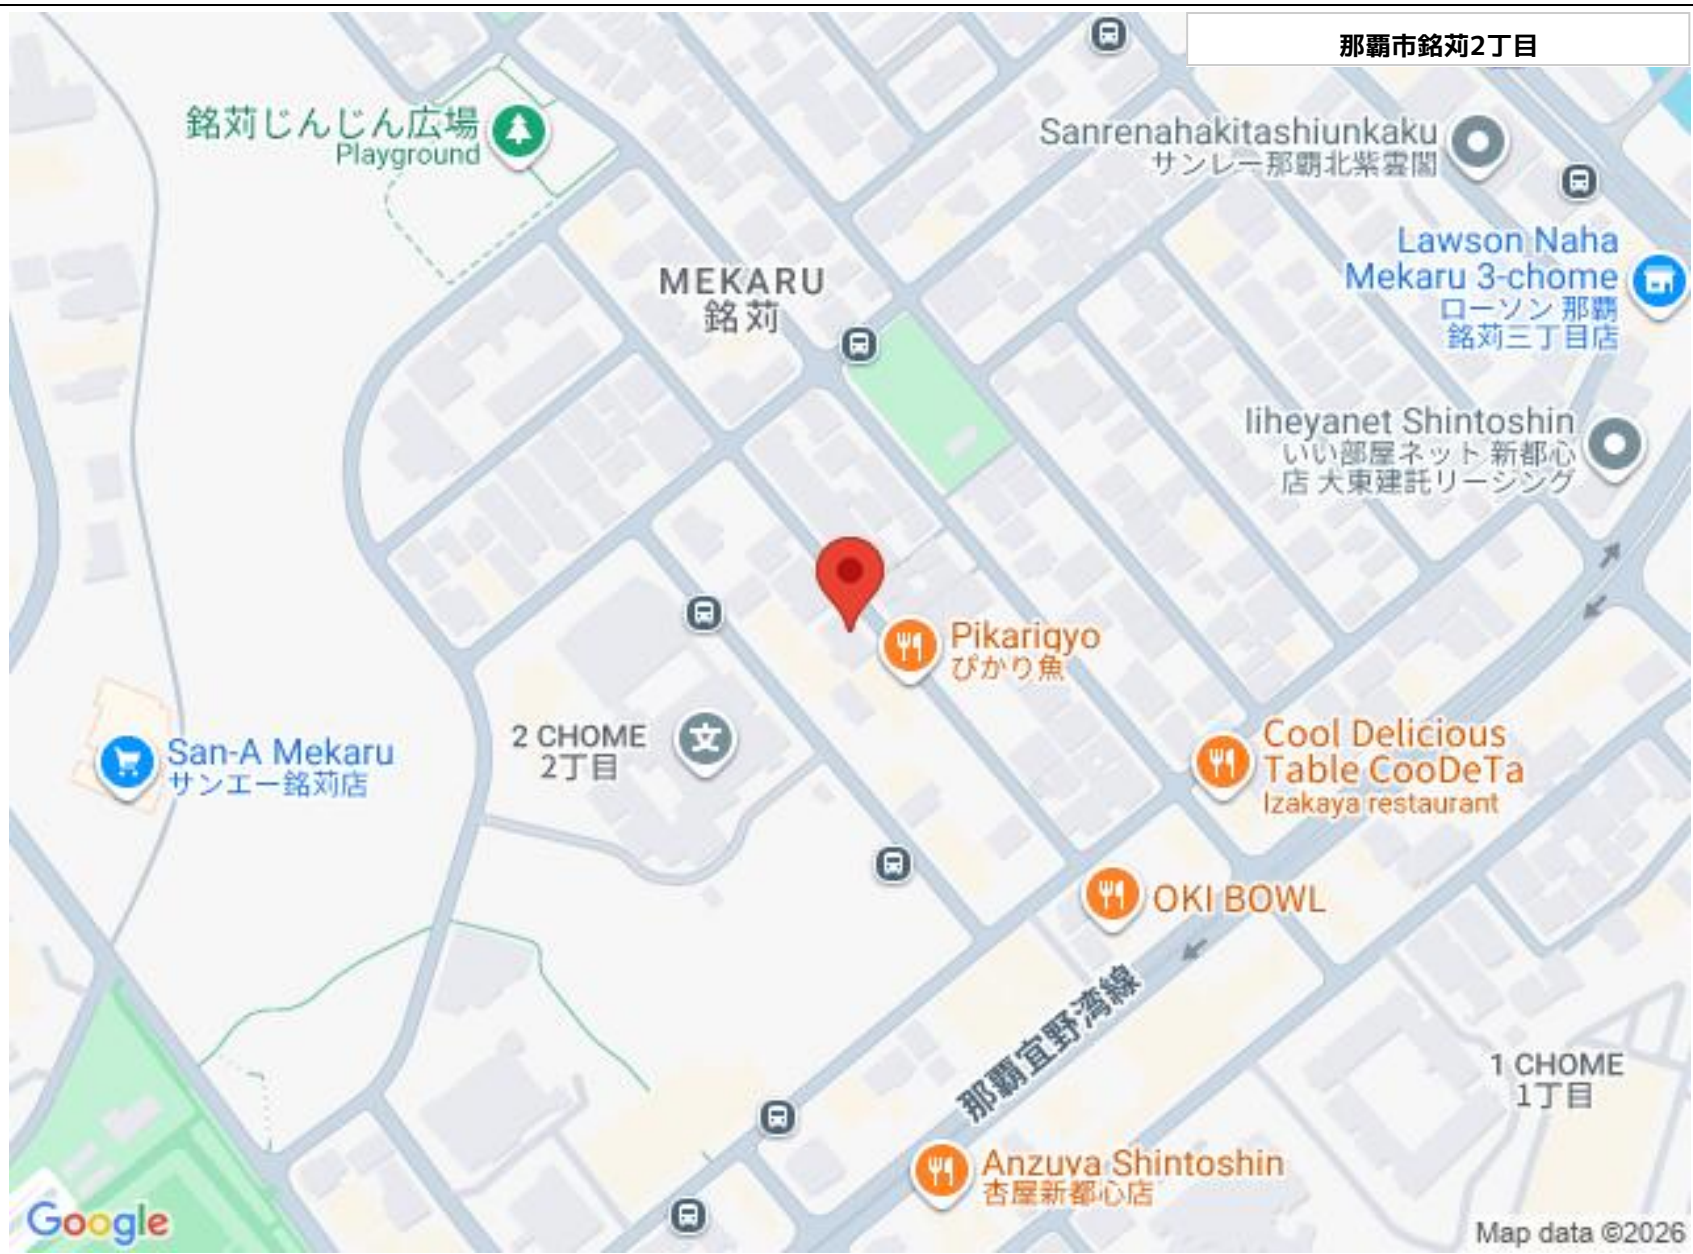 那覇市銘苅2丁目
銘苅じんじん広場
Playground
Sanrenahakitashiunkaku
サンレー那覇北紫雲閣
Lawson Naha
Mekaru 3-chome
ローソン 那覇
銘苅三丁目店
MEKARU
銘苅
Iiheyanet Shintoshin
いい部屋ネット 新都心
店 大東建託リーシング
Pikarigyo
ぴかり魚
2 CHOME
2丁目
文
San-A Mekaru
サンエー銘苅店
Cool Delicious
Table CooDeTa
Izakaya restaurant
OKI BOWL
那覇宜野湾線
1 CHOME
1丁目
Anzuya Shintoshin
杏屋新都心店
Google
Map data ©2026